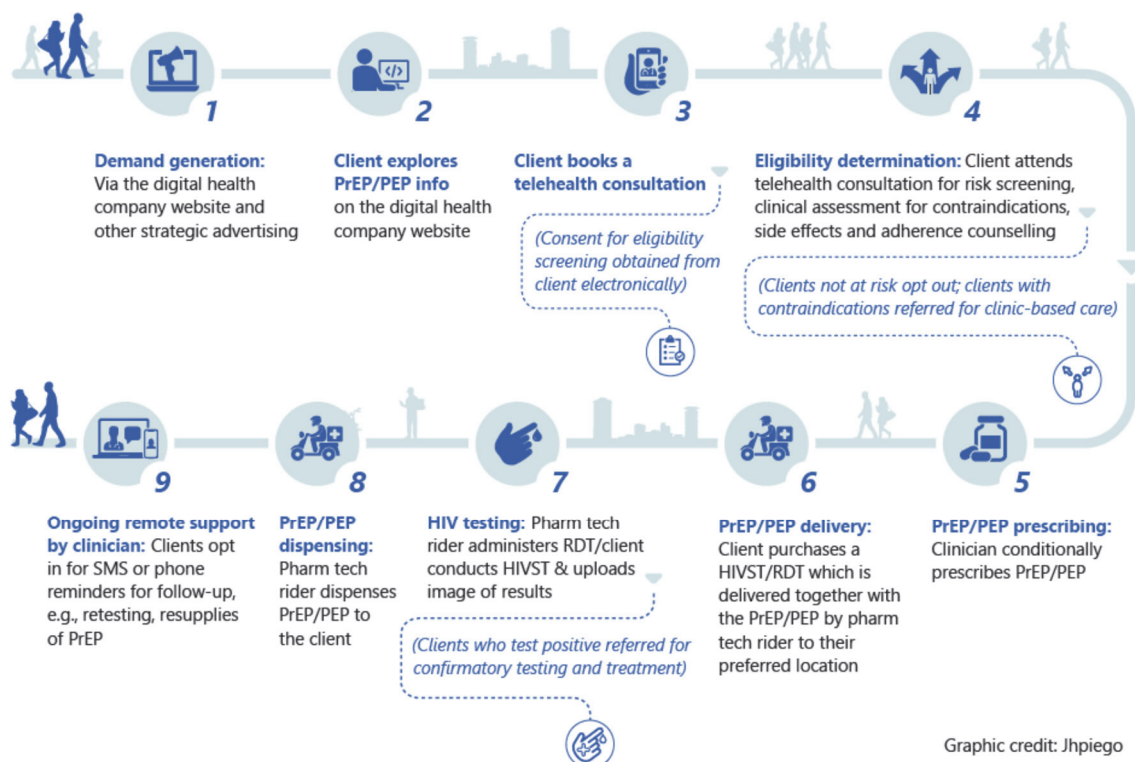 1
Demand generation:
Via the digital health
company website and
other strategic advertising
2
Client explores
PrEP/PEP info
on the digital health
company website
</>
3
Client books a
telehealth consultation
(Consent for eligibility
screening obtained from
client electronically)
4
Eligibility determination: Client attends
telehealth consultation for risk screening,
clinical assessment for contraindications,
side effects and adherence counselling
(Clients not at risk opt out; clients with
contraindications referred for clinic-based care)
5
PrEP/PEP prescribing:
Clinician conditionally
prescribes PrEP/PEP
6
PrEP/PEP delivery:
Client purchases a
HIVST/RDT which is
delivered together with
the PrEP/PEP by pharm
tech rider to their
preferred location
7
HIV testing: Pharm tech
rider administers RDT/client
conducts HIVST & uploads
image of results
(Clients who test positive referred for
confirmatory testing and treatment)
8
PrEP/PEP
dispensing:
Pharm tech
rider dispenses
PrEP/PEP to
the client
9
Ongoing remote support
by clinician: Clients opt
in for SMS or phone
reminders for follow-up,
e.g., retesting, resupplies
of PrEP
Graphic credit: Jhpiego